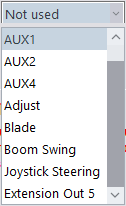 Not used
AUX1
AUX2
AUX4
Adjust
Blade
Boom Swing
Joystick Steering
Extension Out 5